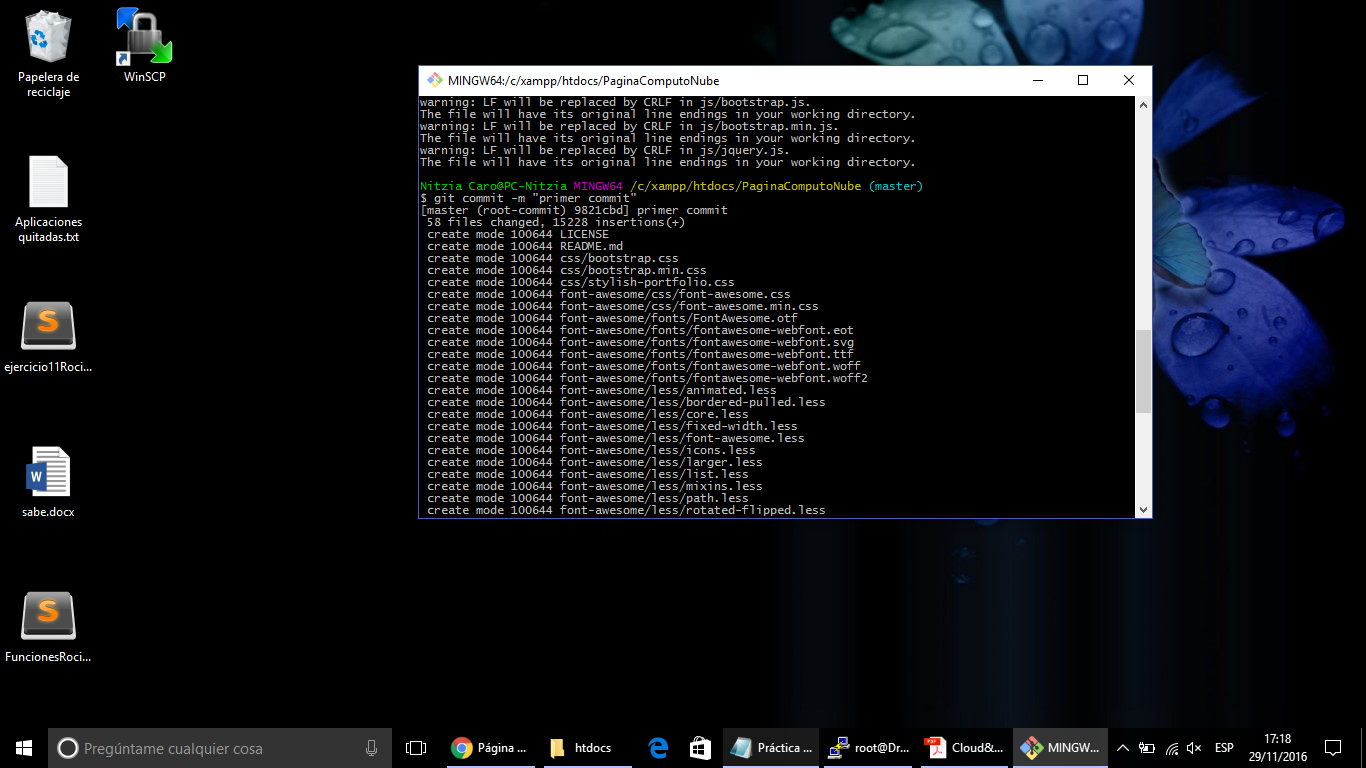 Papelera de
reciclaje
WinSCP
Aplicaciones
quitadas.txt
ejercicio11Roci...
sabe.docx
FuncionesRoci...
MINGW64:/c/xampp/htdocs/PaginaComputoNube
warning: LF will be replaced by CRLF in js/bootstrap.js.
The file will have its original line endings in your working directory.
warning: LF will be replaced by CRLF in js/bootstrap.min.js.
The file will have its original line endings in your working directory.
warning: LF will be replaced by CRLF in js/jquery.js.
The file will have its original line endings in your working directory.
Nitzia Caro@PC-Nitzia MINGW64 /c/xampp/htdocs/PaginaComputoNube (master)
$ git commit -m "primer commit"
[master (root-commit) 9821cbd] primer commit
58 files changed, 15228 insertions(+)
create mode 100644 LICENSE
create mode 100644 README.md
create mode 100644 css/bootstrap.css
create mode 100644 css/bootstrap.min.css
create mode 100644 css/stylish-portfolio.css
create mode 100644 font-awesome/css/font-awesome.css
create mode 100644 font-awesome/css/font-awesome.min.css
create mode 100644 font-awesome/fonts/FontAwesome.otf
create mode 100644 font-awesome/fonts/fontawesome-webfont.eot
create mode 100644 font-awesome/fonts/fontawesome-webfont.svg
create mode 100644 font-awesome/fonts/fontawesome-webfont.ttf
create mode 100644 font-awesome/fonts/fontawesome-webfont.woff
create mode 100644 font-awesome/fonts/fontawesome-webfont.woff2
create mode 100644 font-awesome/less/animated.less
create mode 100644 font-awesome/less/bordered-pulled.less
create mode 100644 font-awesome/less/core.less
create mode 100644 font-awesome/less/fixed-width.less
create mode 100644 font-awesome/less/font-awesome.less
create mode 100644 font-awesome/less/icons.less
create mode 100644 font-awesome/less/larger.less
create mode 100644 font-awesome/less/list.less
create mode 100644 font-awesome/less/mixins.less
create mode 100644 font-awesome/less/path.less
create mode 100644 font-awesome/less/rotated-flipped.less
Pregúntame cualquier cosa
Página ...
htdocs
Práctica ...
root@Dr...
Cloud&...
MINGW...
ESP
17:18
29/11/2016